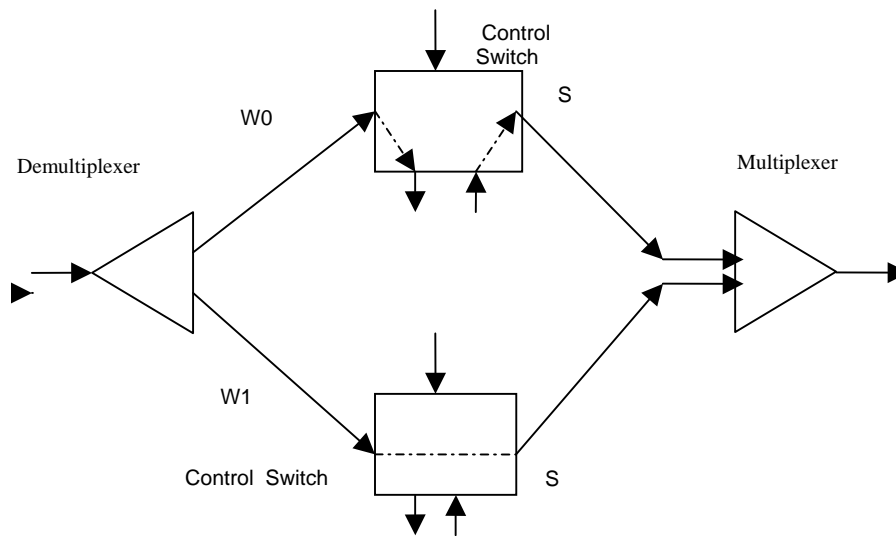 Control
Switch
S
W0
Demultiplexer
Multiplexer
W1
Control Switch
S